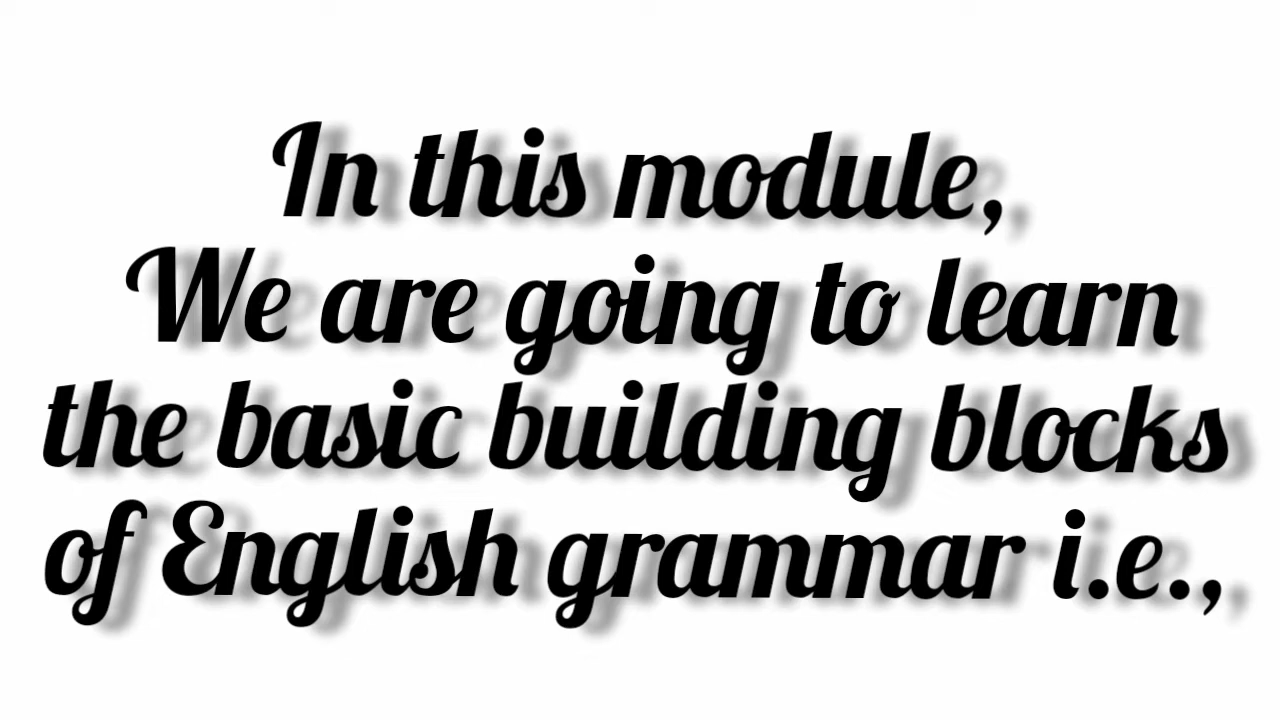 In this module,
We are going to learn
the basic building blocks
of English grammar i.e.,